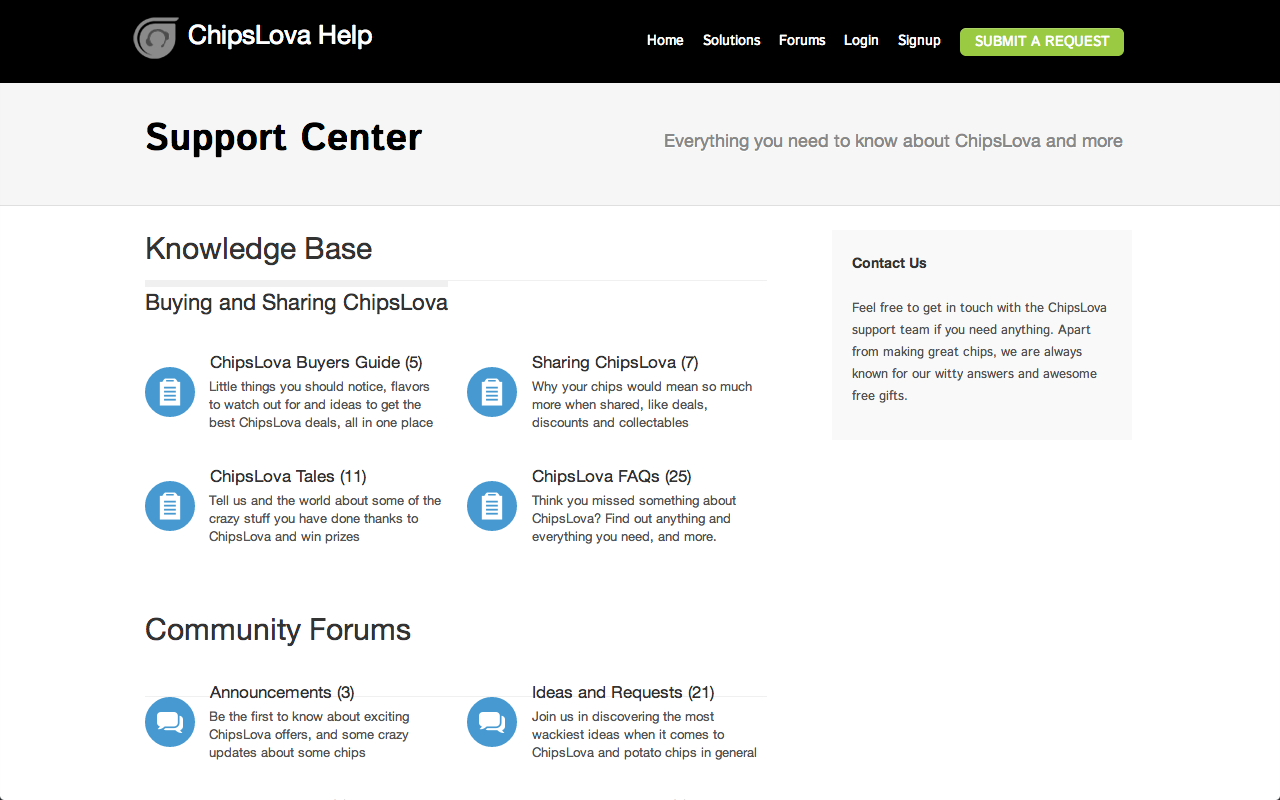 ChipsLova Help
Home Solutions Forums Login Signup SUBMIT A REQUEST
Support Center
Everything you need to know about ChipsLova and more
Knowledge Base
Buying and Sharing ChipsLova
ChipsLova Buyers Guide (5)
Little things you should notice, flavors
to watch out for and ideas to get the
best ChipsLova deals, all in one place
Sharing ChipsLova (7)
Why your chips would mean so much
more when shared, like deals,
discounts and collectables
ChipsLova Tales (11)
Tell us and the world about some of the
crazy stuff you have done thanks to
ChipsLova and win prizes
ChipsLova FAQs (25)
Think you missed something about
ChipsLova? Find out anything and
everything you need, and more.
Community Forums
Announcements (3)
Be the first to know about exciting
ChipsLova offers, and some crazy
updates about some chips
Ideas and Requests (21)
Join us in discovering the most
wackiest ideas when it comes to
ChipsLova and potato chips in general
Contact Us
Feel free to get in touch with the ChipsLova
support team if you need anything. Apart
from making great chips, we are always
known for our witty answers and awesome
free gifts.